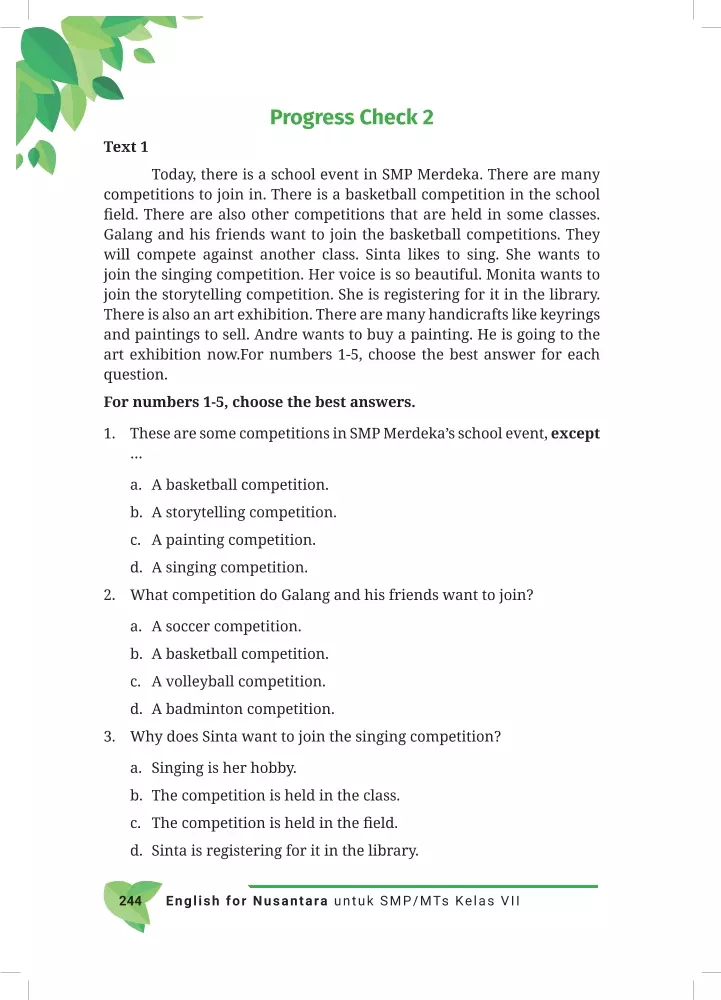 Progress Check 2
Text 1
Today, there is a school event in SMP Merdeka. There are many
competitions to join in. There is a basketball competition in the school
field. There are also other competitions that are held in some classes.
Galang and his friends want to join the basketball competitions. They
will compete against another class. Sinta likes to sing. She wants to
join the singing competition. Her voice is so beautiful. Monita wants to
join the storytelling competition. She is registering for it in the library.
There is also an art exhibition. There are many handicrafts like keyrings
and paintings to sell. Andre wants to buy a painting. He is going to the
art exhibition now.For numbers 1-5, choose the best answer for each
question.
For numbers 1-5, choose the best answers.
1. These are some competitions in SMP Merdeka’s school event, except
...
a. A basketball competition.
b. A storytelling competition.
c. A painting competition.
d. A singing competition.
2. What competition do Galang and his friends want to join?
a. A soccer competition.
b. A basketball competition.
c. A volleyball competition.
d. A badminton competition.
3. Why does Sinta want to join the singing competition?
a. Singing is her hobby.
b. The competition is held in the class.
c. The competition is held in the field.
d. Sinta is registering for it in the library.
244 English for Nusantara untuk SMP/MTs Kelas VII